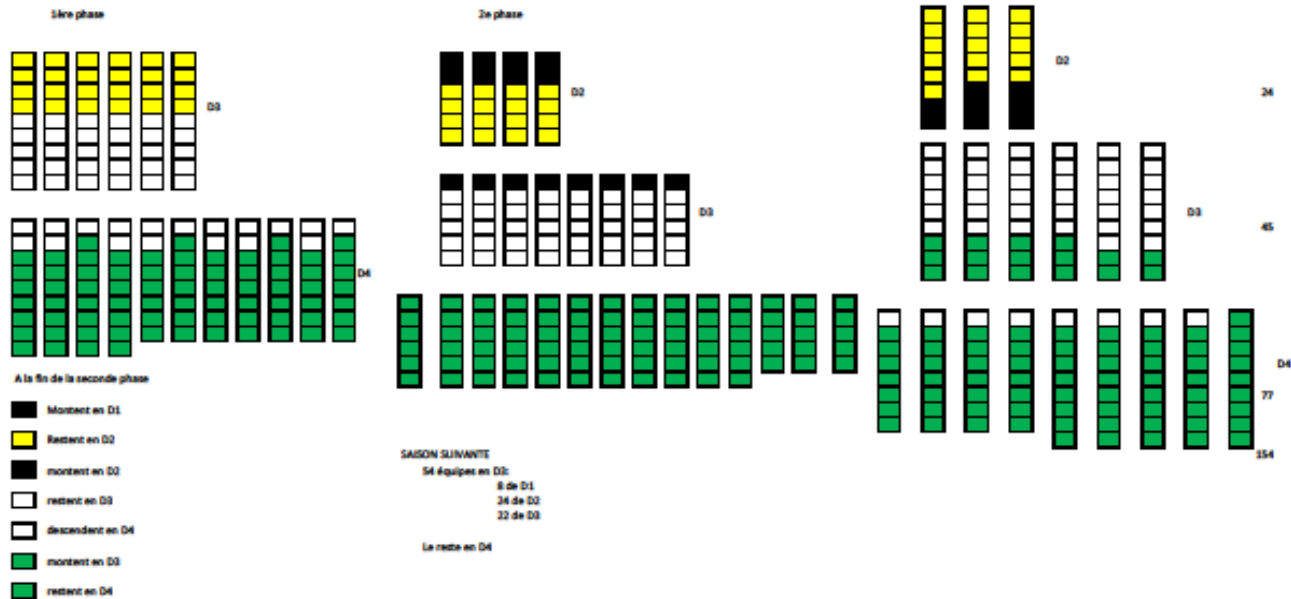 1ère phase
2e phase
D2
24
D3
D2
D3
D3
45
D4
D4
77
154
A la fin de la seconde phase
Montent en D1
Restent en D2
montent en D2
restent en D3
descendent en D4
montent en D3
restent en D4
SAISON SUIVANTE
54 équipes en D3:
8 de D1
24 de D2
22 de D3
Le reste en D4